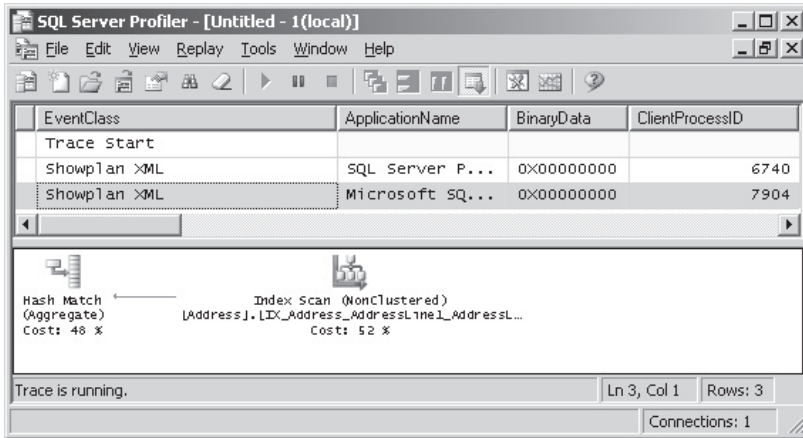 SQL Server Profiler - [Untitled - 1(local)]
File Edit View Replay Tools Window Help
EventClass ApplicationName BinaryData ClientProcessID
Trace Start
Showplan XML SQL Server P... 0X00000000 6740
Showplan XML Microsoft SQ... 0X00000000 7904
Hash Match Index Scan (NonClustered)
(Aggregate) [Address].[IX_Address_AddressLine1_AddressL...
Cost: 48 % Cost: 52 %
Trace is running. Ln 3, Col 1 Rows: 3
Connections: 1